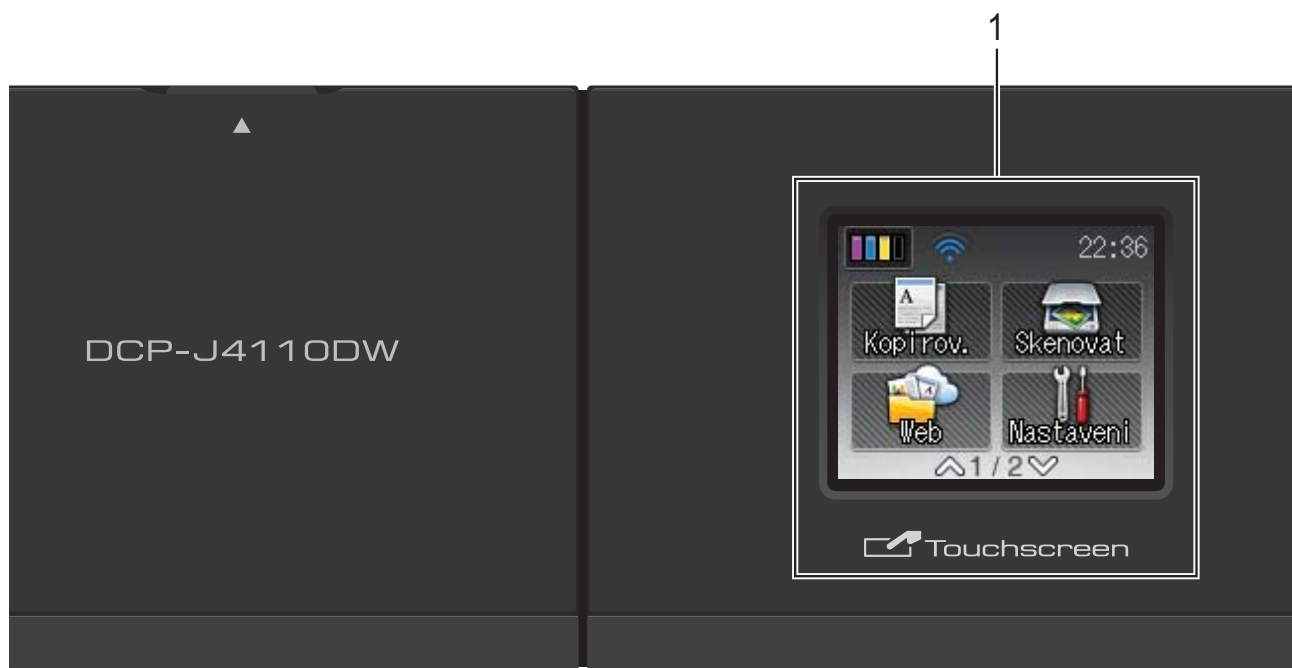 1
DCP-J4110DW
22:36
Kopírov.
Skenovat
Web
Nastavení
1 / 2
Touchscreen